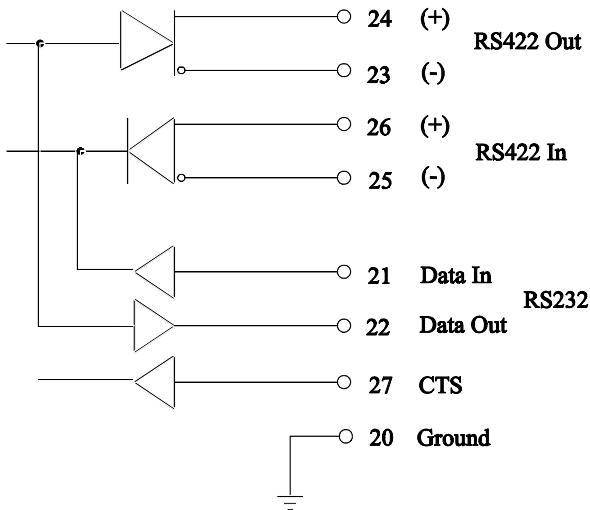 24 (+)
RS422 Out
23 (-)
26 (+)
RS422 In
25 (-)
21 Data In
RS232
22 Data Out
27 CTS
20 Ground